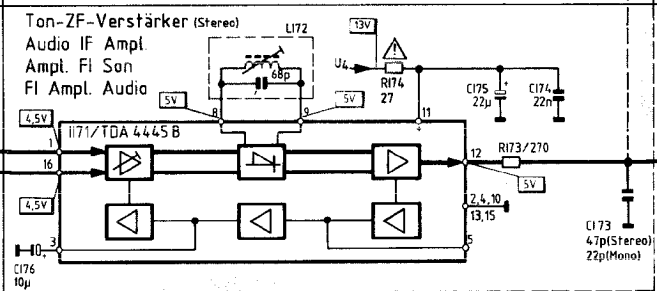 Ton-ZF-Verstärker (Stereo)
Audio IF Ampl.
Ampl. FI Son
FI Ampl. Audio
L172
68p
13V
U4
R174
27
C175
22µ
C174
22n
5V
8
9
5V
11
4,5V
1171/TDA 4445 B
1
16
4,5V
12
R173/270
5V
2,4,10
13,15
3
5
C176
10µ
C173
47p(Stereo)
22p(Mono)